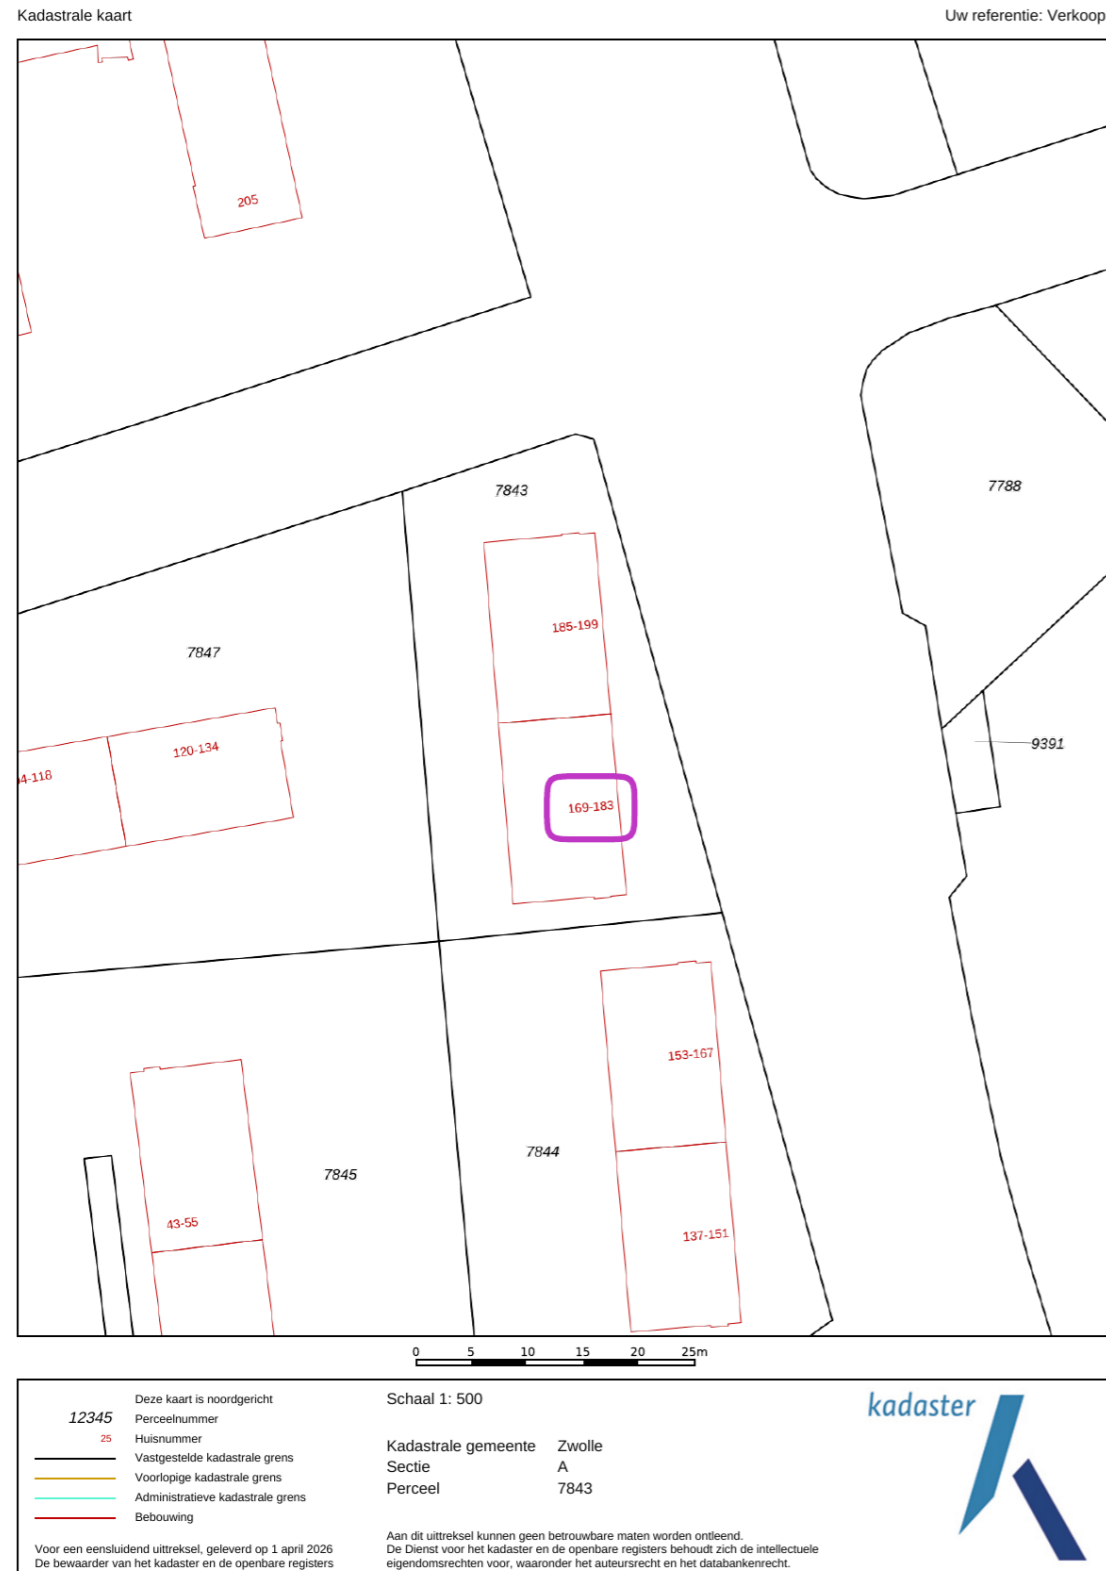 Kadastrale kaart
Uw referentie: Verkoop
205
7843
7788
185-199
7847
120-134
4-118
9391
169-183
153-167
7844
7845
43-55
137-151
0 5 10 15 20 25m
Deze kaart is noordgericht
12345 Perceelnummer
25 Huisnummer
Vastgestelde kadastrale grens
Voorlopige kadastrale grens
Administratieve kadastrale grens
Bebouwing
Voor een eensluidend uittreksel, geleverd op 1 april 2026
De bewaarder van het kadaster en de openbare registers
Schaal 1: 500
Kadastrale gemeente Zwolle
Sectie A
Perceel 7843
Aan dit uittreksel kunnen geen betrouwbare maten worden ontleend.
De Dienst voor het kadaster en de openbare registers behoudt zich de intellectuele
eigendomsrechten voor, waaronder het auteursrecht en het databankenrecht.
kadaster